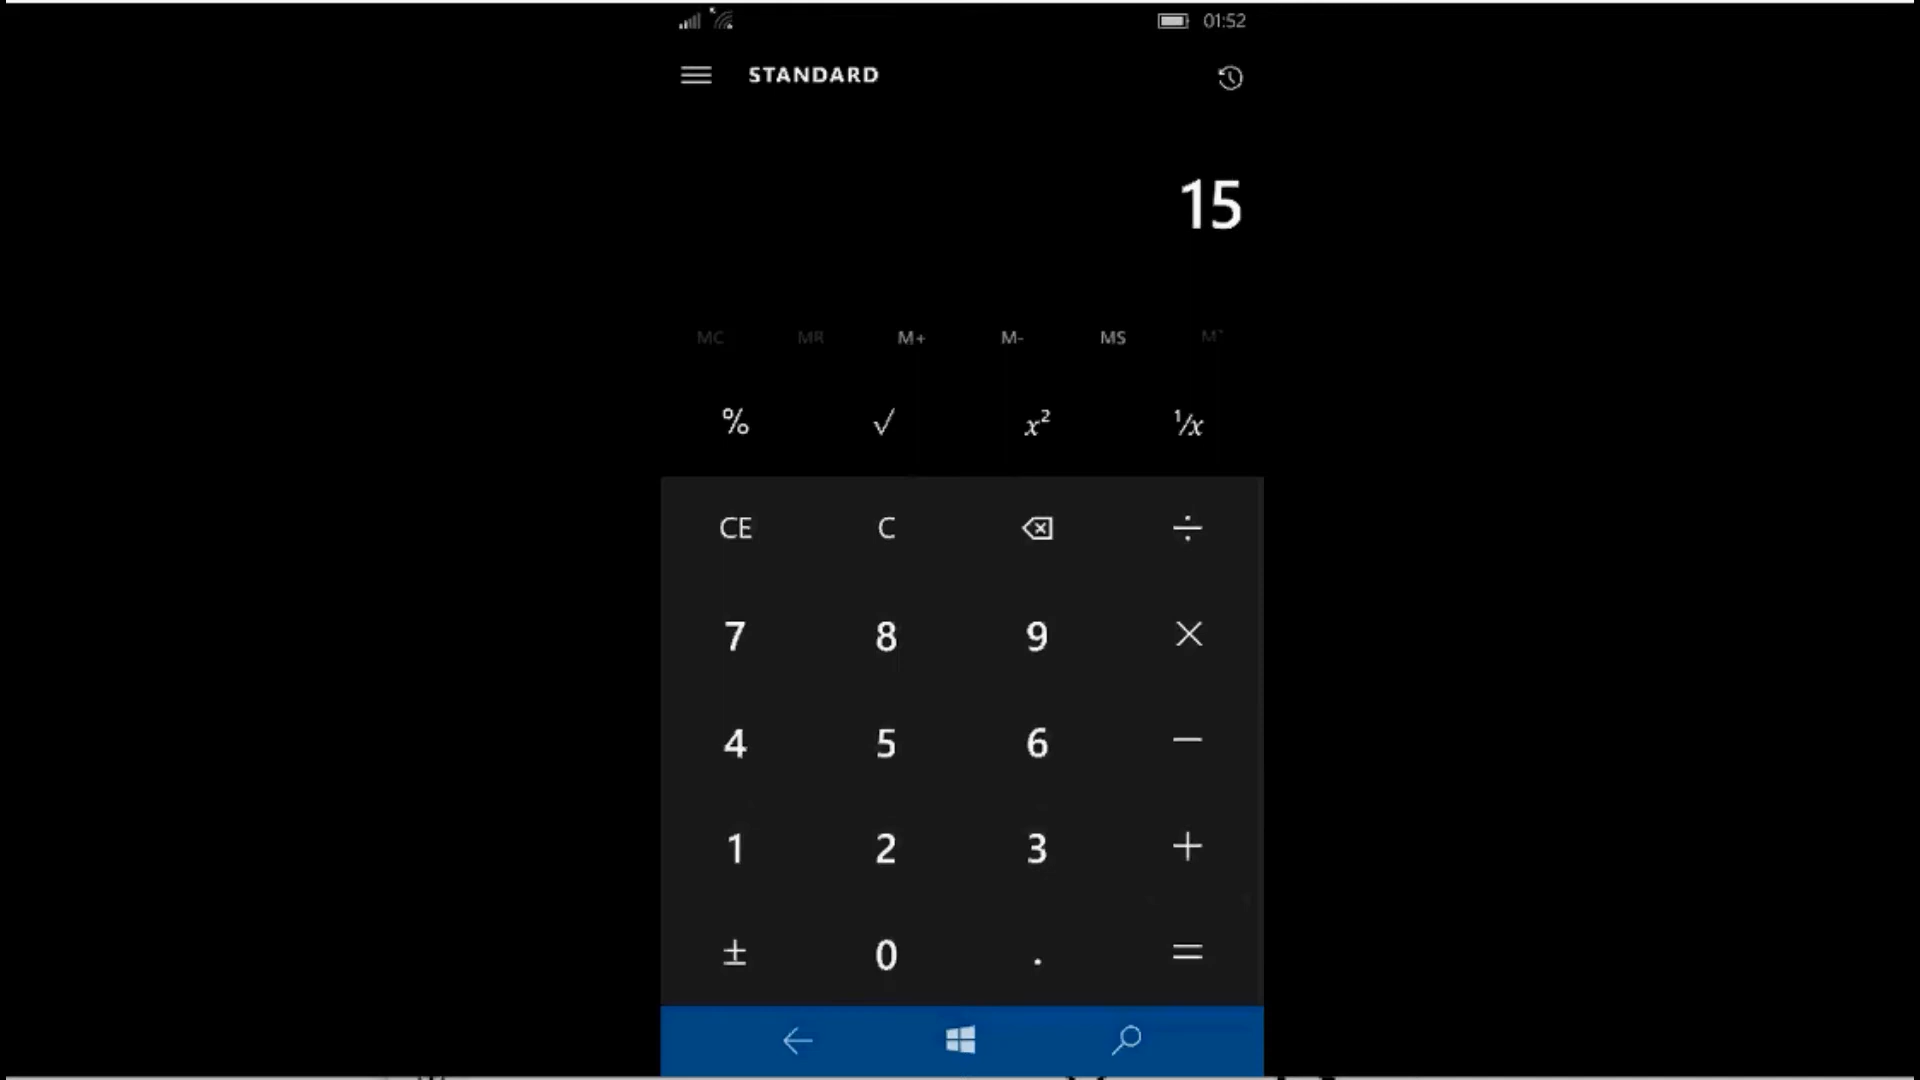 01:52
STANDARD
15
MC MR M+ M- MS M˅
% √ x² ¹/x
CE C ÷
7 8 9 ×
4 5 6 −
1 2 3 +
± 0 . =